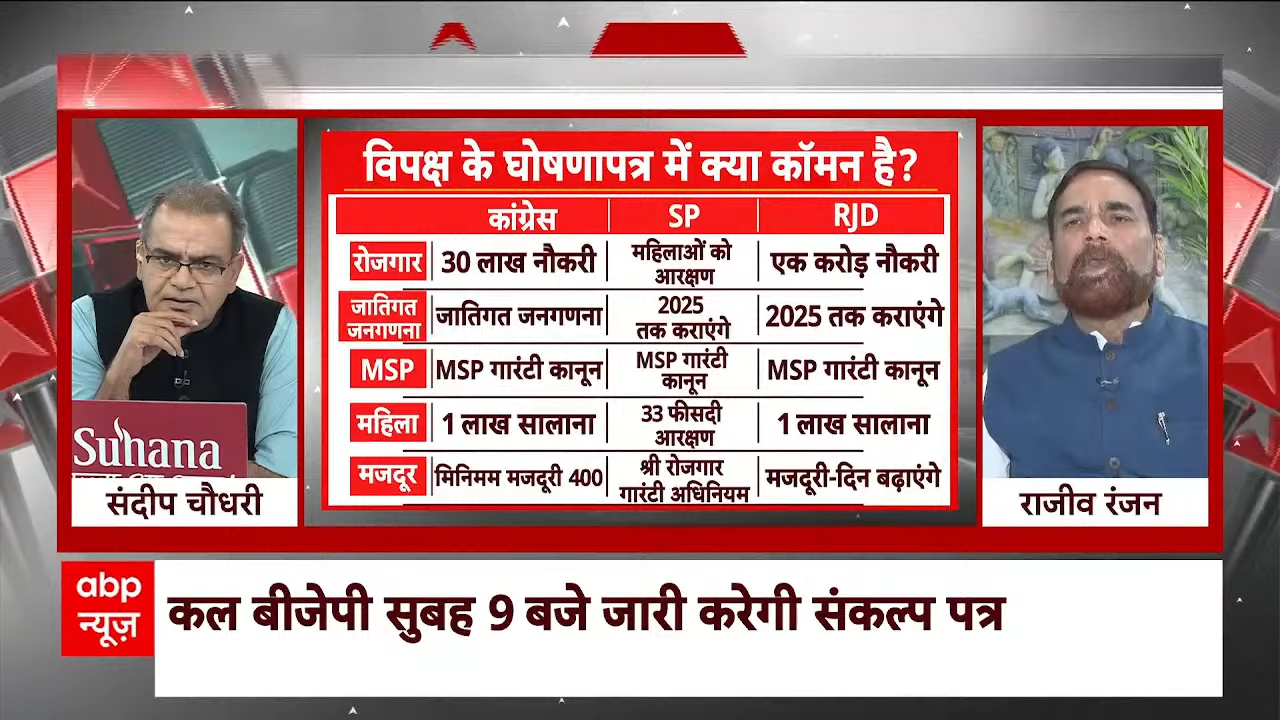 विपक्ष के घोषणापत्र में क्या कॉमन है?
कांग्रेस SP RJD
रोजगार 30 लाख नौकरी महिलाओं को आरक्षण एक करोड़ नौकरी
जातिगत जनगणना जातिगत जनगणना 2025 तक कराएंगे 2025 तक कराएंगे
MSP MSP गारंटी कानून MSP गारंटी कानून MSP गारंटी कानून
महिला 1 लाख सालाना 33 फीसदी आरक्षण 1 लाख सालाना
मजदूर मिनिमम मजदूरी 400 श्री रोजगार गारंटी अधिनियम मजदूरी-दिन बढ़ाएंगे
Suhana
संदीप चौधरी
राजीव रंजन
abp न्यूज़
कल बीजेपी सुबह 9 बजे जारी करेगी संकल्प पत्र